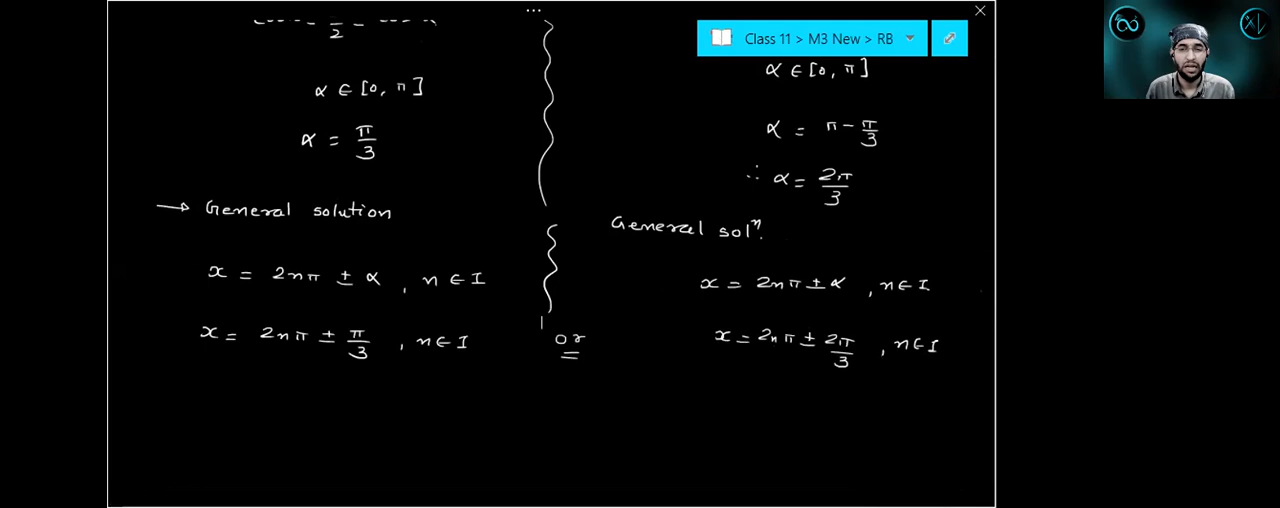 ...
Class 11 > M3 New > RB
α ∈ [0, π]
α = π/3
→ General solution
x = 2nπ ± α , n ∈ I
x = 2nπ ± π/3 , n ∈ I
or
α ∈ [0, π]
α = π - π/3
∴ α = 2π/3
General solⁿ.
x = 2nπ ± α , n ∈ I
x = 2nπ ± 2π/3 , n ∈ I